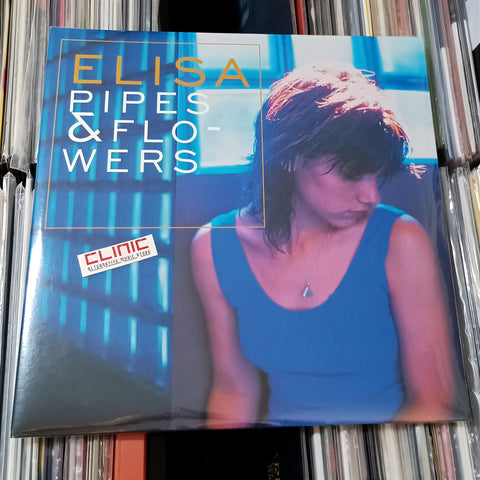 ELISA
PIPES
& FLO-
WERS
CLINIC
ALTERNATIVE MUSIC STORE